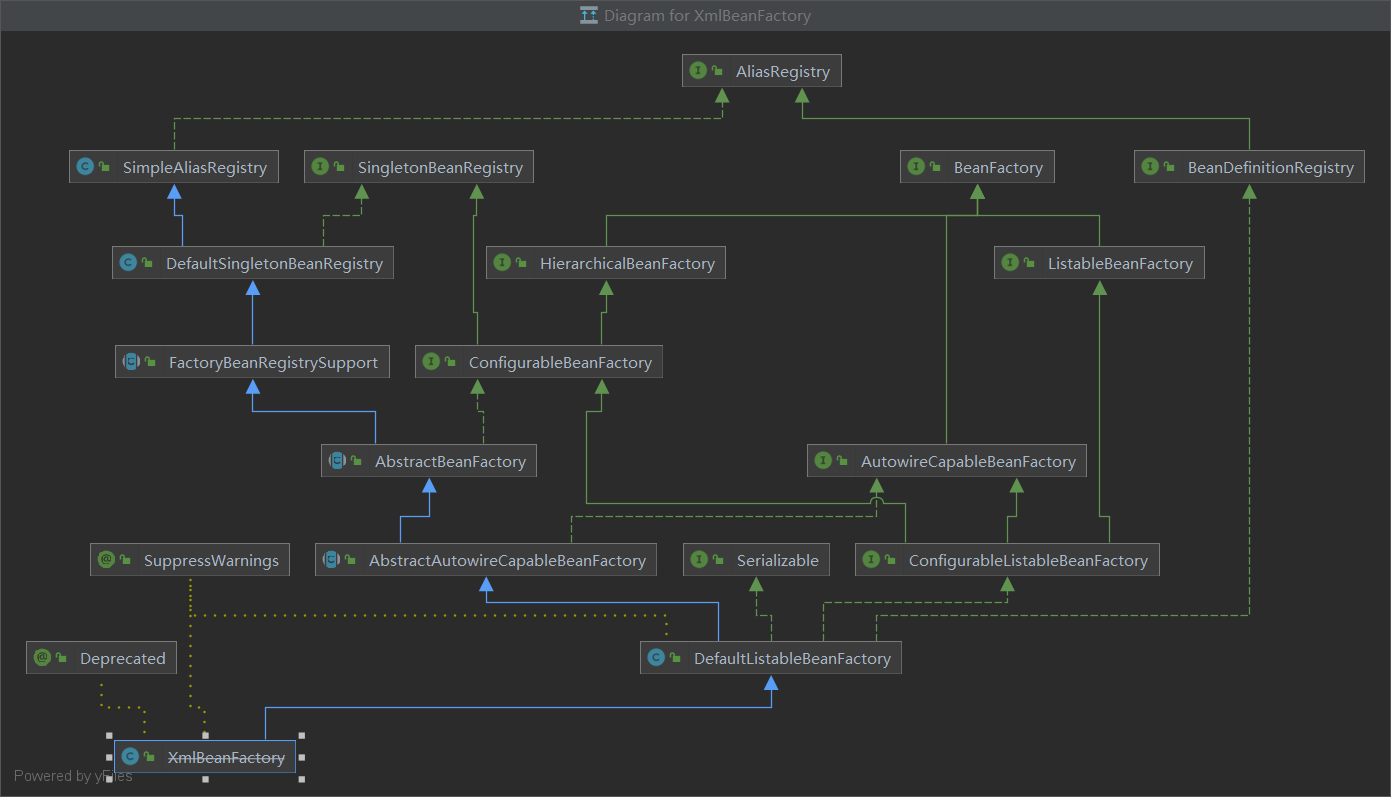 Diagram for XmlBeanFactory
AliasRegistry
SimpleAliasRegistry
SingletonBeanRegistry
BeanFactory
BeanDefinitionRegistry
DefaultSingletonBeanRegistry
HierarchicalBeanFactory
ListableBeanFactory
FactoryBeanRegistrySupport
ConfigurableBeanFactory
AbstractBeanFactory
AutowireCapableBeanFactory
SuppressWarnings
AbstractAutowireCapableBeanFactory
Serializable
ConfigurableListableBeanFactory
Deprecated
DefaultListableBeanFactory
XmlBeanFactory
Powered by yFiles